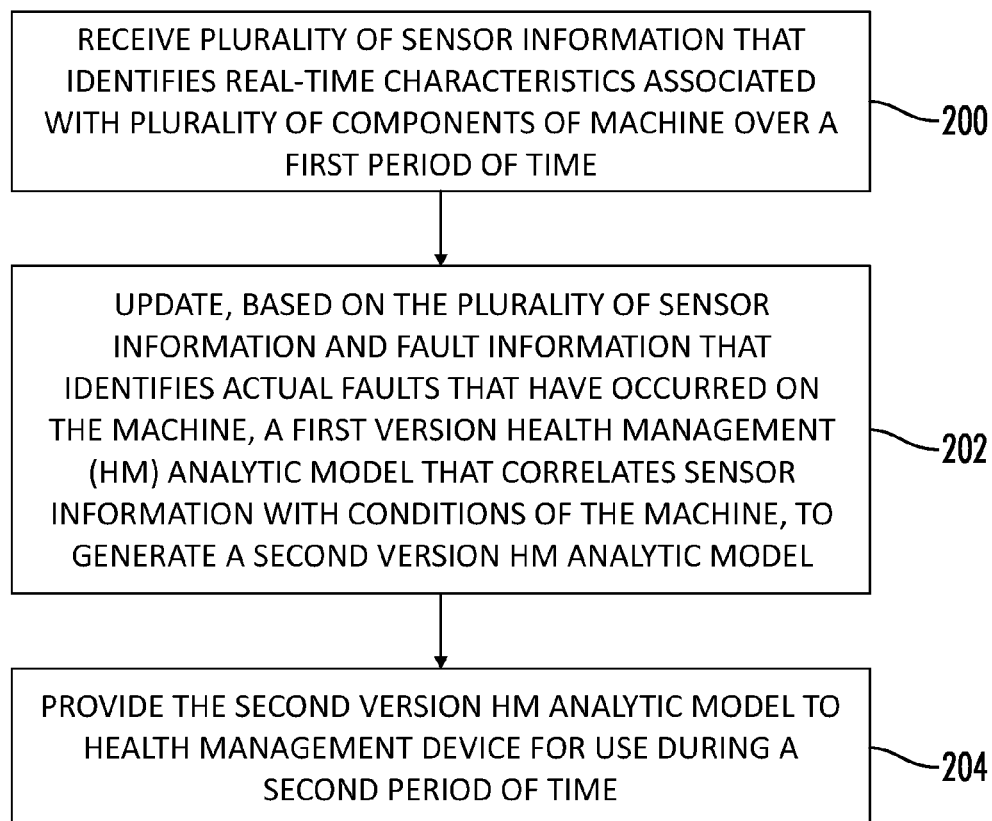 RECEIVE PLURALITY OF SENSOR INFORMATION THAT
IDENTIFIES REAL-TIME CHARACTERISTICS ASSOCIATED
WITH PLURALITY OF COMPONENTS OF MACHINE OVER A
FIRST PERIOD OF TIME
200
UPDATE, BASED ON THE PLURALITY OF SENSOR
INFORMATION AND FAULT INFORMATION THAT
IDENTIFIES ACTUAL FAULTS THAT HAVE OCCURRED ON
THE MACHINE, A FIRST VERSION HEALTH MANAGEMENT
(HM) ANALYTIC MODEL THAT CORRELATES SENSOR
INFORMATION WITH CONDITIONS OF THE MACHINE, TO
GENERATE A SECOND VERSION HM ANALYTIC MODEL
202
PROVIDE THE SECOND VERSION HM ANALYTIC MODEL TO
HEALTH MANAGEMENT DEVICE FOR USE DURING A
SECOND PERIOD OF TIME
204